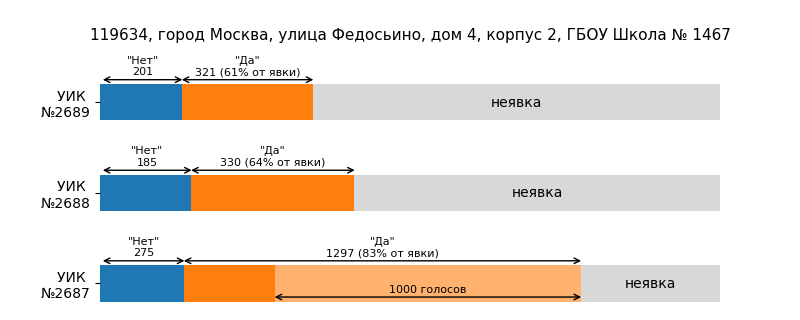 119634, город Москва, улица Федосьино, дом 4, корпус 2, ГБОУ Школа № 1467
"Нет" "Да"
201 321 (61% от явки)
УИК №2689
неявка
"Нет" "Да"
185 330 (64% от явки)
УИК №2688
неявка
"Нет" "Да"
275 1297 (83% от явки)
УИК №2687
неявка
1000 голосов